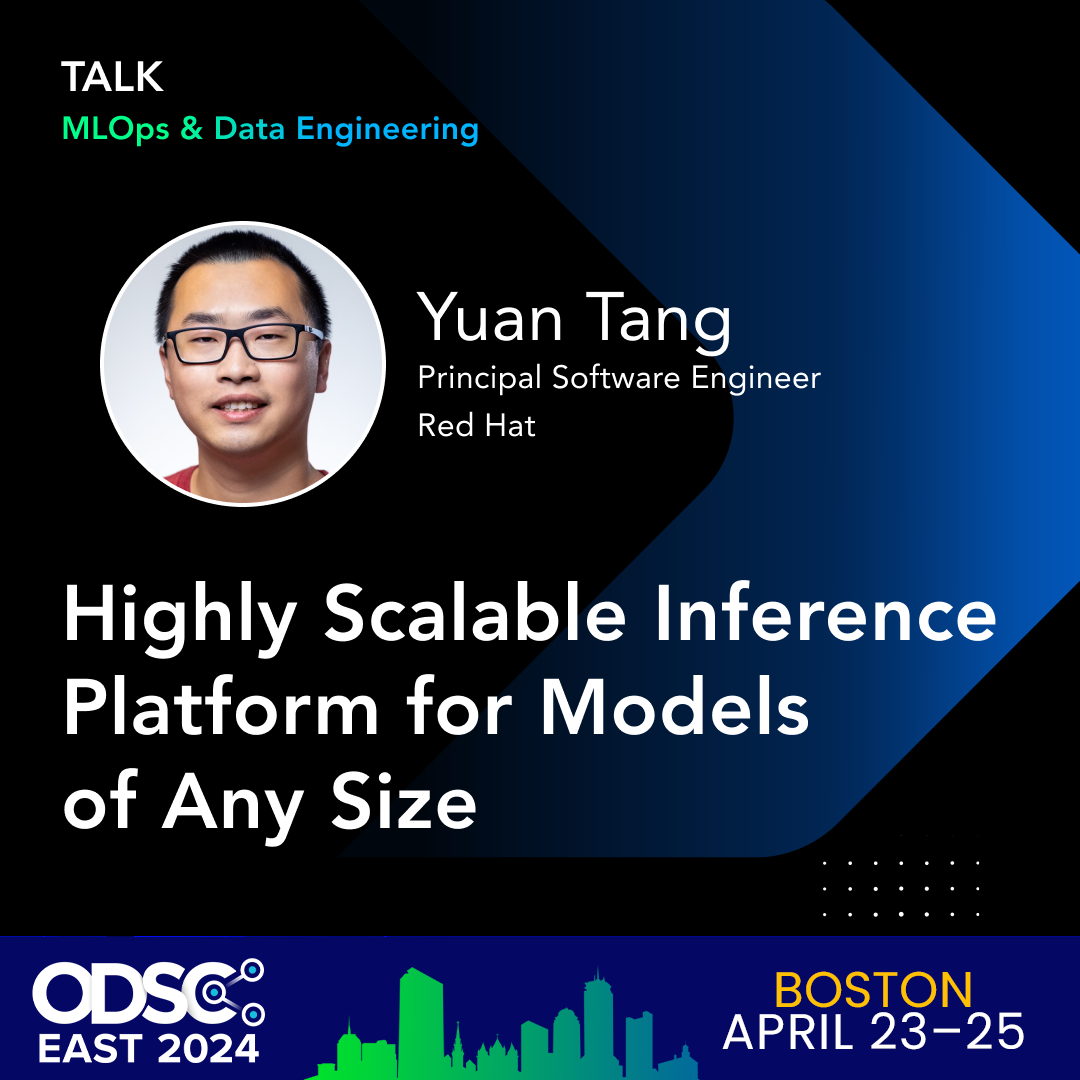 TALK
MLOps & Data Engineering
Yuan Tang
Principal Software Engineer
Red Hat
Highly Scalable Inference
Platform for Models
of Any Size
ODSC
EAST 2024
BOSTON
APRIL 23–25